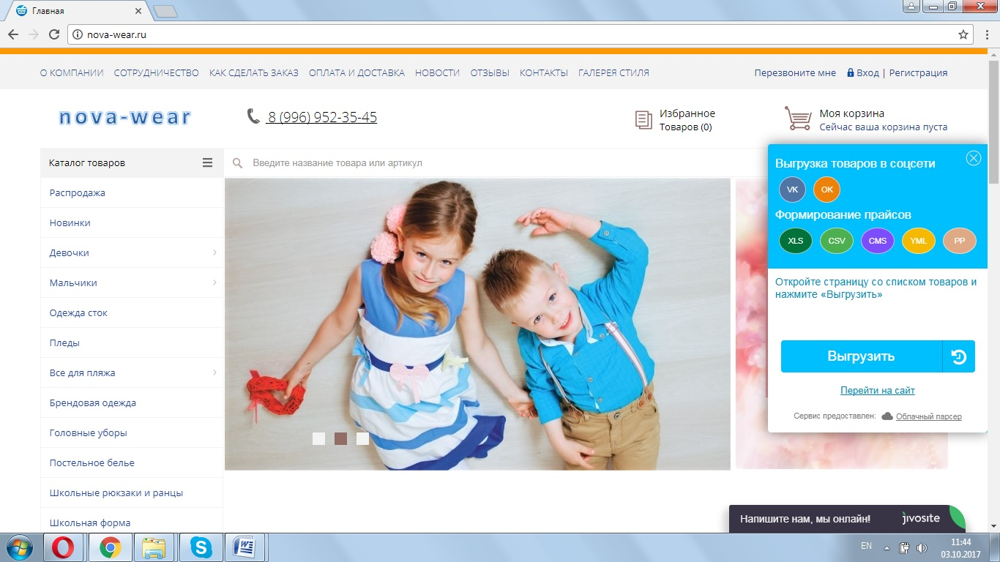 Главная
nova-wear.ru
О КОМПАНИИ СОТРУДНИЧЕСТВО КАК СДЕЛАТЬ ЗАКАЗ ОПЛАТА И ДОСТАВКА НОВОСТИ ОТЗЫВЫ КОНТАКТЫ ГАЛЕРЕЯ СТИЛЯ Перезвоните мне Вход | Регистрация
nova-wear
8 (996) 952-35-45
Избранное
Товаров (0)
Моя корзина
Сейчас ваша корзина пуста
Каталог товаров
Введите название товара или артикул
Распродажа
Новинки
Девочки
Мальчики
Одежда сток
Пледы
Все для пляжа
Брендовая одежда
Головные уборы
Постельное белье
Школьные рюкзаки и ранцы
Школьная форма
Выгрузка товаров в соцсети
VK OK
Формирование прайсов
XLS CSV CMS YML PP
Откройте страницу со списком товаров и
нажмите «Выгрузить»
Выгрузить
Перейти на сайт
Сервис предоставлен: Облачный парсер
Напишите нам, мы онлайн! jivosite
EN
11:44
03.10.2017